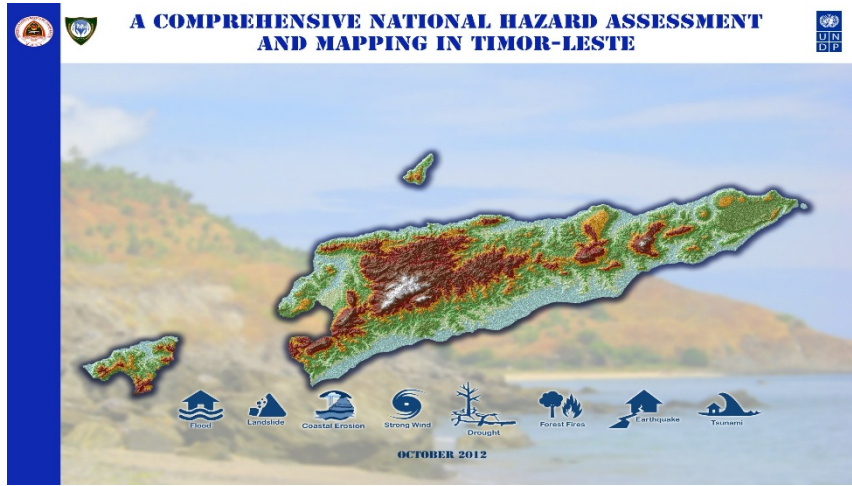 A COMPREHENSIVE NATIONAL HAZARD ASSESSMENT
AND MAPPING IN TIMOR-LESTE
U N
D P
Flood
Landslide
Coastal Erosion
Strong Wind
Drought
Forest Fires
Earthquake
Tsunami
OCTOBER 2012